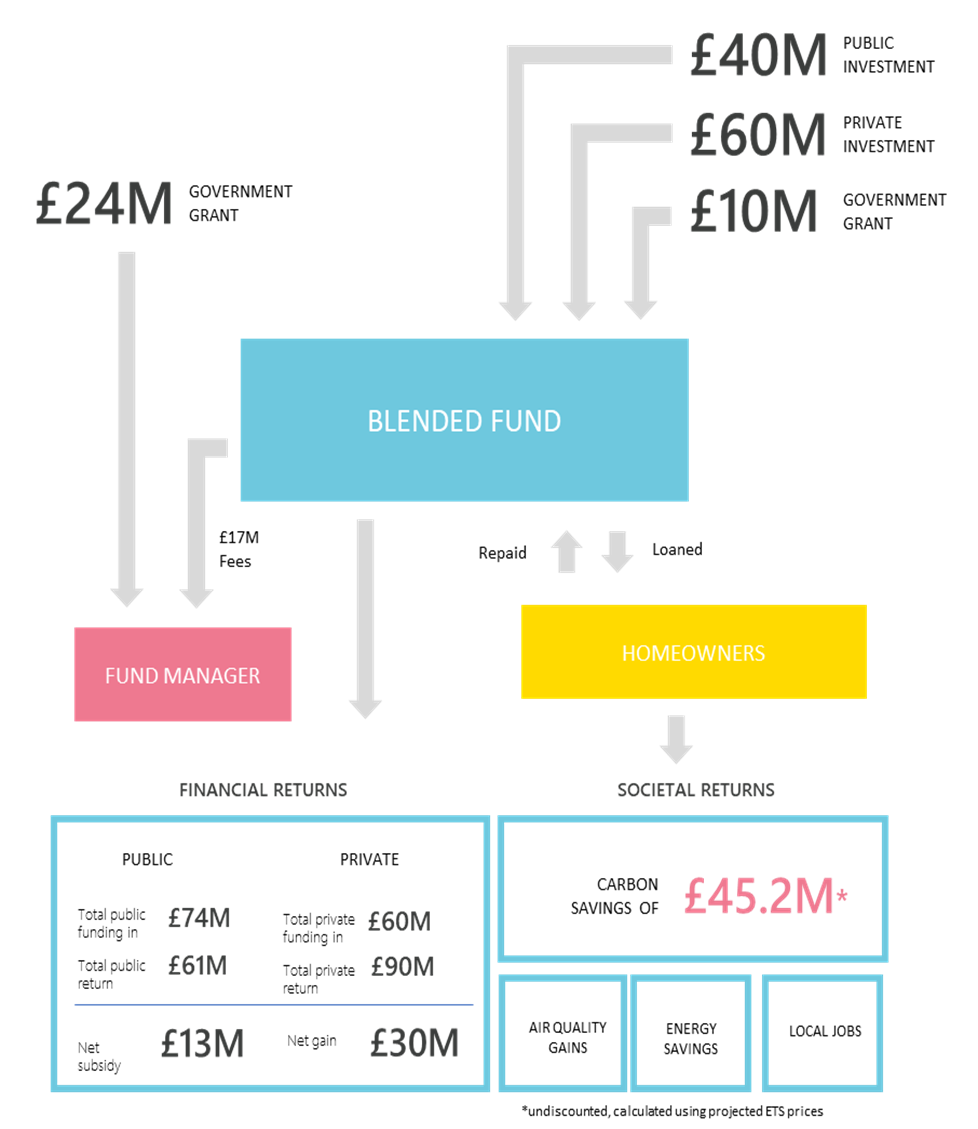 £40M
PUBLIC
INVESTMENT
£60M
PRIVATE
INVESTMENT
£24M
GOVERNMENT
GRANT
£10M
GOVERNMENT
GRANT
BLENDED FUND
£17M
Fees
Repaid
Loaned
FUND MANAGER
HOMEOWNERS
FINANCIAL RETURNS
PUBLIC
PRIVATE
Total public
funding in
£74M
Total private
funding in
£60M
Total public
return
£61M
Total private
return
£90M
Net
subsidy
£13M
Net gain
£30M
SOCIETAL RETURNS
CARBON
SAVINGS OF
£45.2M*
AIR QUALITY
GAINS
ENERGY
SAVINGS
LOCAL JOBS
*undiscounted, calculated using projected ETS prices